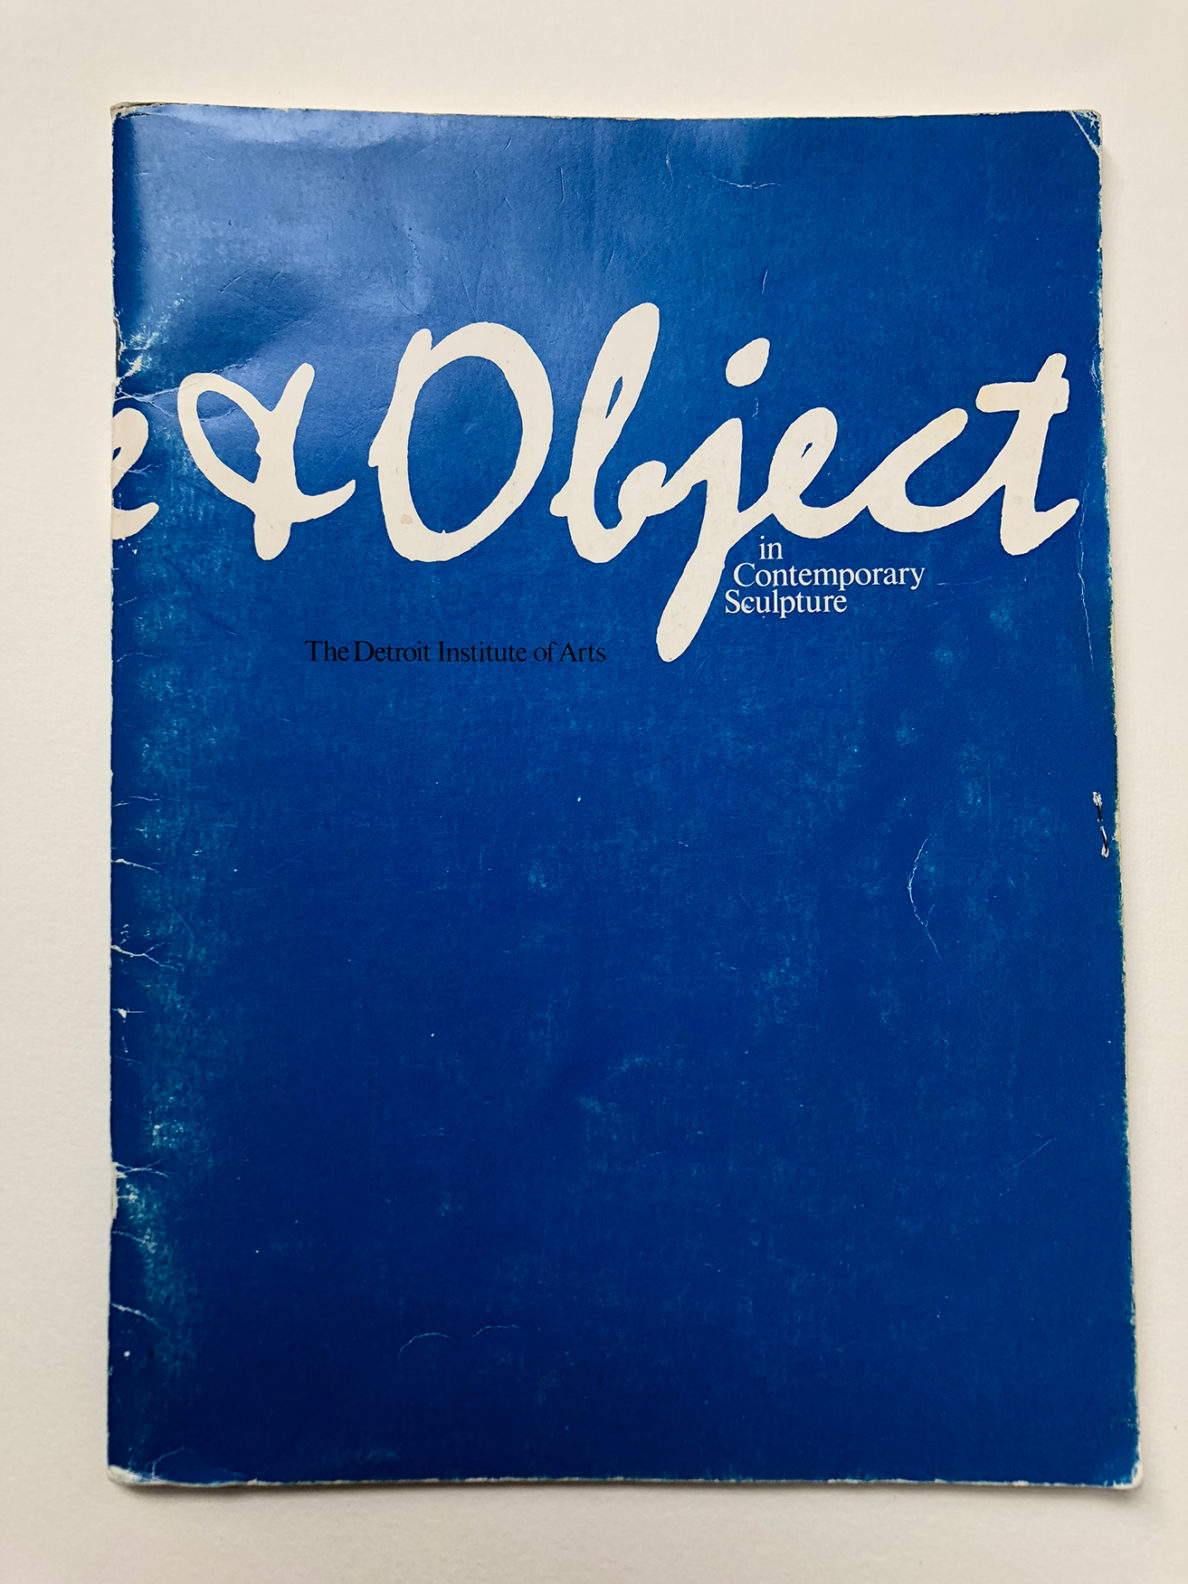 e & Object
in
Contemporary
Sculpture
The Detroit Institute of Arts